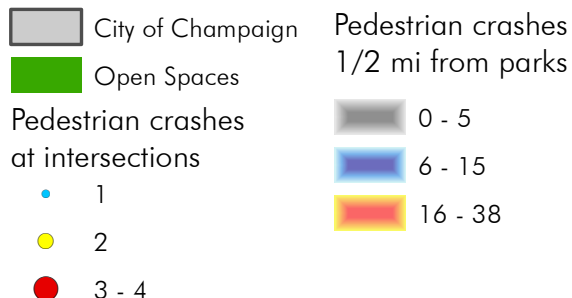 City of Champaign
Open Spaces
Pedestrian crashes
at intersections
1
2
3 - 4
Pedestrian crashes
1/2 mi from parks
0 - 5
6 - 15
16 - 38